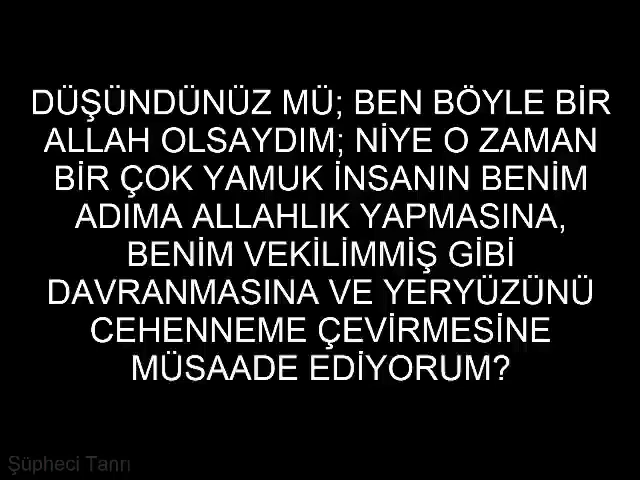 DÜŞÜNDÜNÜZ MÜ; BEN BÖYLE BİR
ALLAH OLSAYDIM; NİYE O ZAMAN
BİR ÇOK YAMUK İNSANIN BENİM
ADIMA ALLAHLIK YAPMASINA,
BENİM VEKİLİMMİŞ GİBİ
DAVRANMASINA VE YERYÜZÜNÜ
CEHENNEME ÇEVİRMESİNE
MÜSAADE EDİYORUM?
Şüpheci Tanrı